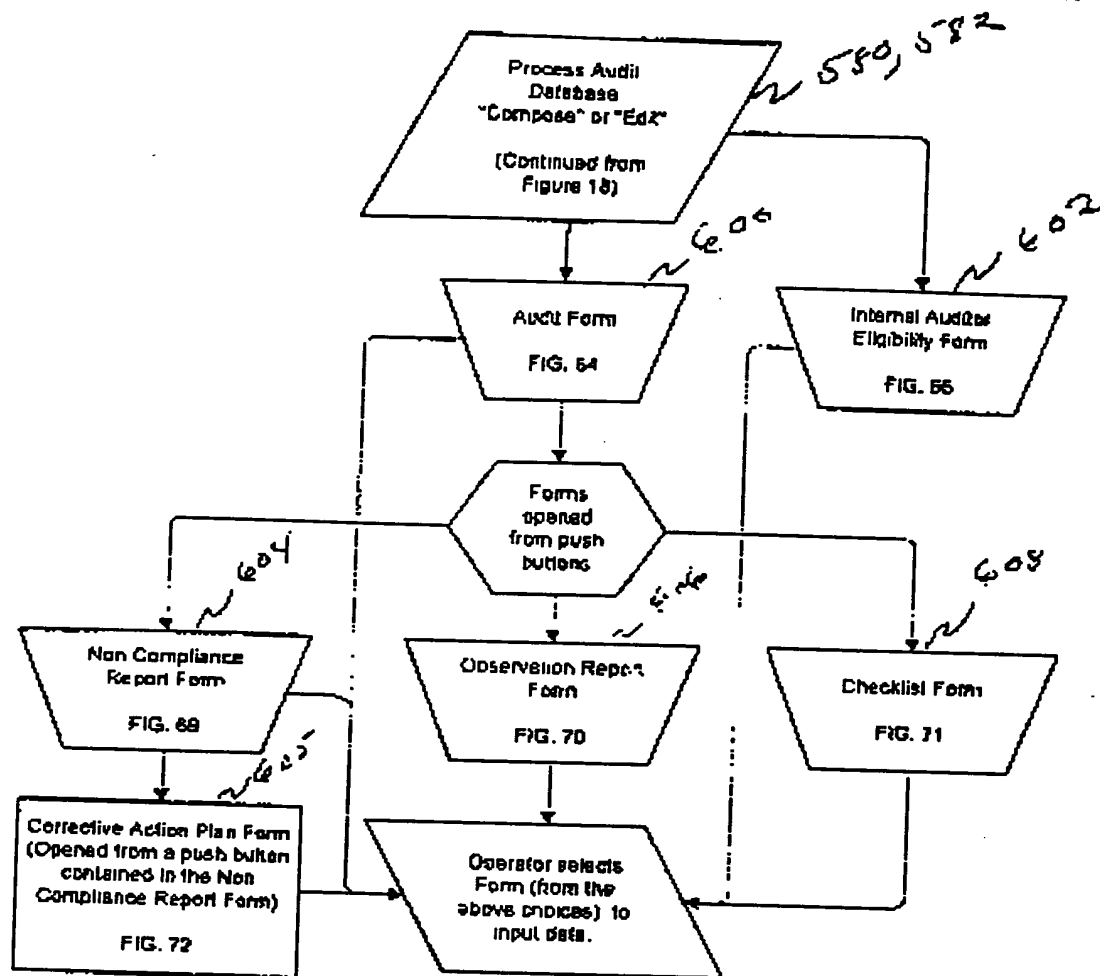 Process Audit
Database
"Compose" or "Edit"
(Continued from
Figure 18)
580, 582
600
602
Audit Form
FIG. 64
Internal Auditor
Eligibility Form
FIG. 65
Forms
opened
from push
buttons
604
608
Non Compliance
Report Form
FIG. 69
Observation Report
Form
FIG. 70
Checklist Form
FIG. 71
Corrective Action Plan Form
(Opened from a push button
contained in the Non
Compliance Report Form)
FIG. 72
Operator selects
Form (from the
above choices) to
input data.